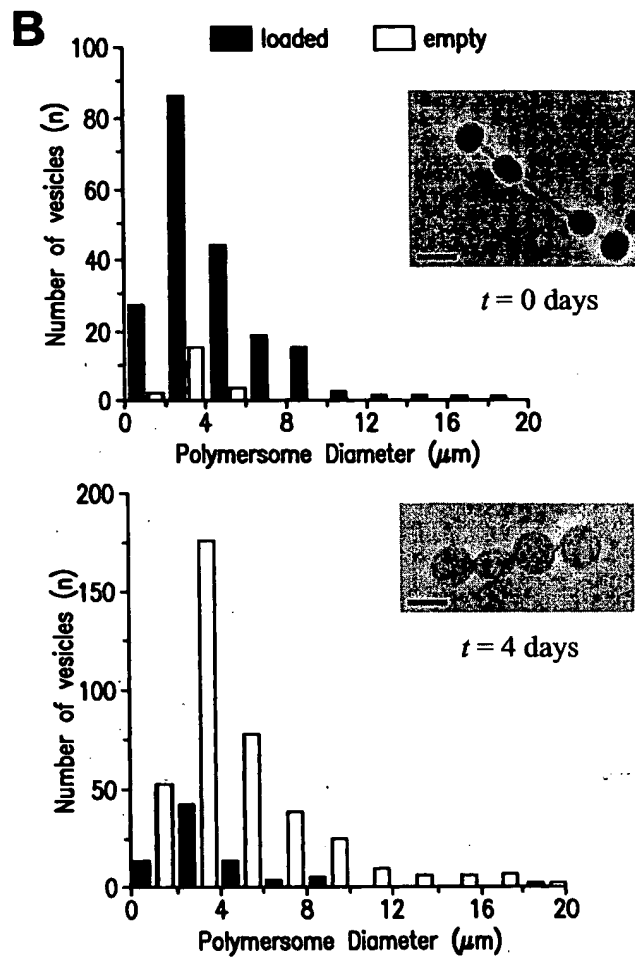 B
loaded empty
Number of vesicles (n)
100
80
60
40
20
0
0 4 8 12 16 20
Polymersome Diameter (μm)
t = 0 days
Number of vesicles (n)
200
150
100
50
0
0 4 8 12 16 20
Polymersome Diameter (μm)
t = 4 days